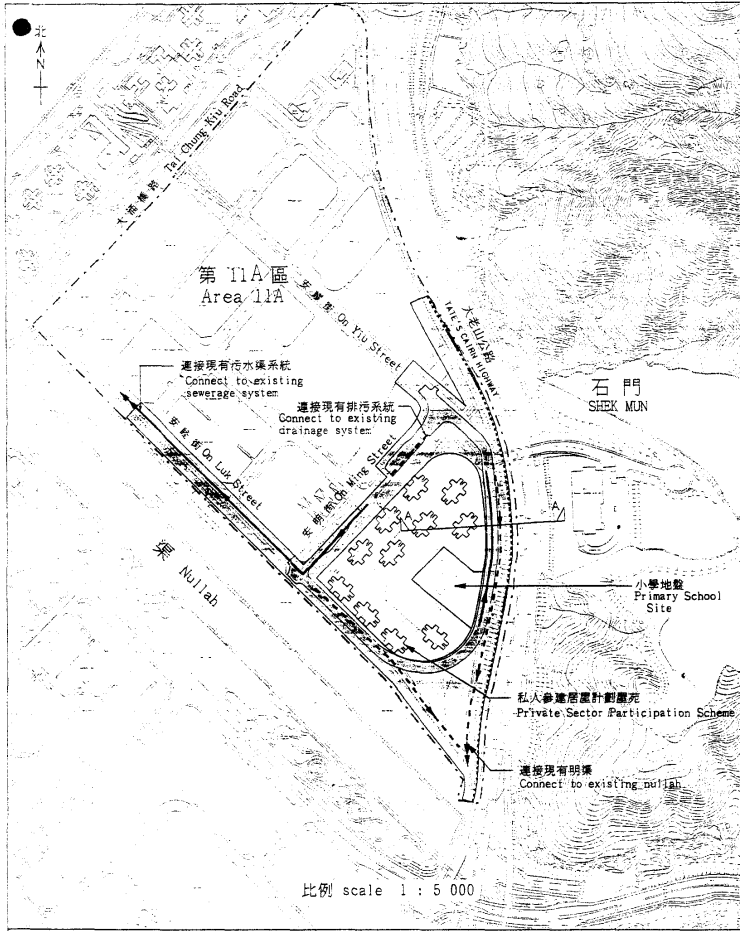 北
N
大涌橋路 Tai Chung Kiu Road
第 11A 區
Area 11A
安耀街 On Yiu Street
大老山公路
TATE'S CAIRN HIGHWAY
連接現有污水渠系統
Connect to existing
sewerage system
石門
SHEK MUN
連接現有排污系統
Connect to existing
drainage system
安睦街 On Luk Street
安明街 On Ming Street
A
A
渠 Nullah
小學地盤
Primary School
Site
私人參建居屋計劃屋苑
Private Sector Participation Scheme
連接現有明渠
Connect to existing nullah
比例 scale 1 : 5 000